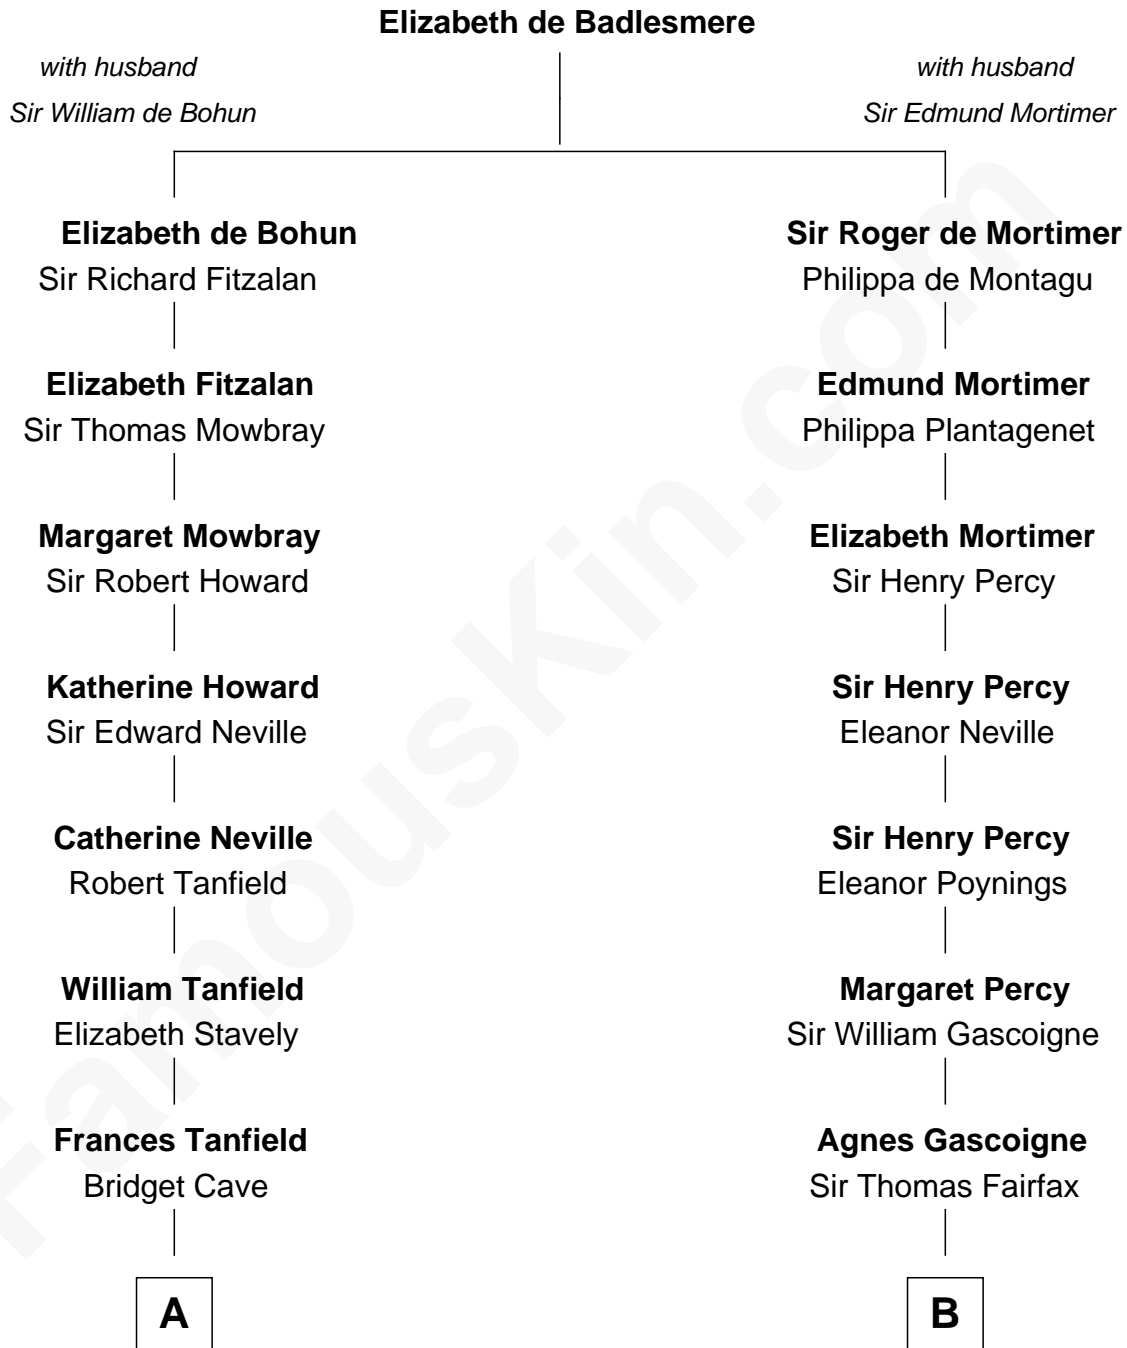 Elizabeth de Badlesmere
with husband
Sir William de Bohun
with husband
Sir Edmund Mortimer
Elizabeth de Bohun
Sir Richard Fitzalan
Sir Roger de Mortimer
Philippa de Montagu
Elizabeth Fitzalan
Sir Thomas Mowbray
Edmund Mortimer
Philippa Plantagenet
Margaret Mowbray
Sir Robert Howard
Elizabeth Mortimer
Sir Henry Percy
Katherine Howard
Sir Edward Neville
Sir Henry Percy
Eleanor Neville
Catherine Neville
Robert Tanfield
Sir Henry Percy
Eleanor Poynings
William Tanfield
Elizabeth Stavely
Margaret Percy
Sir William Gascoigne
Frances Tanfield
Bridget Cave
Agnes Gascoigne
Sir Thomas Fairfax
A
B
FamousKin.com